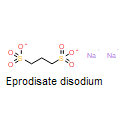 O O⁻ O O⁻
S S Na Na
O O
Eprodisate disodium